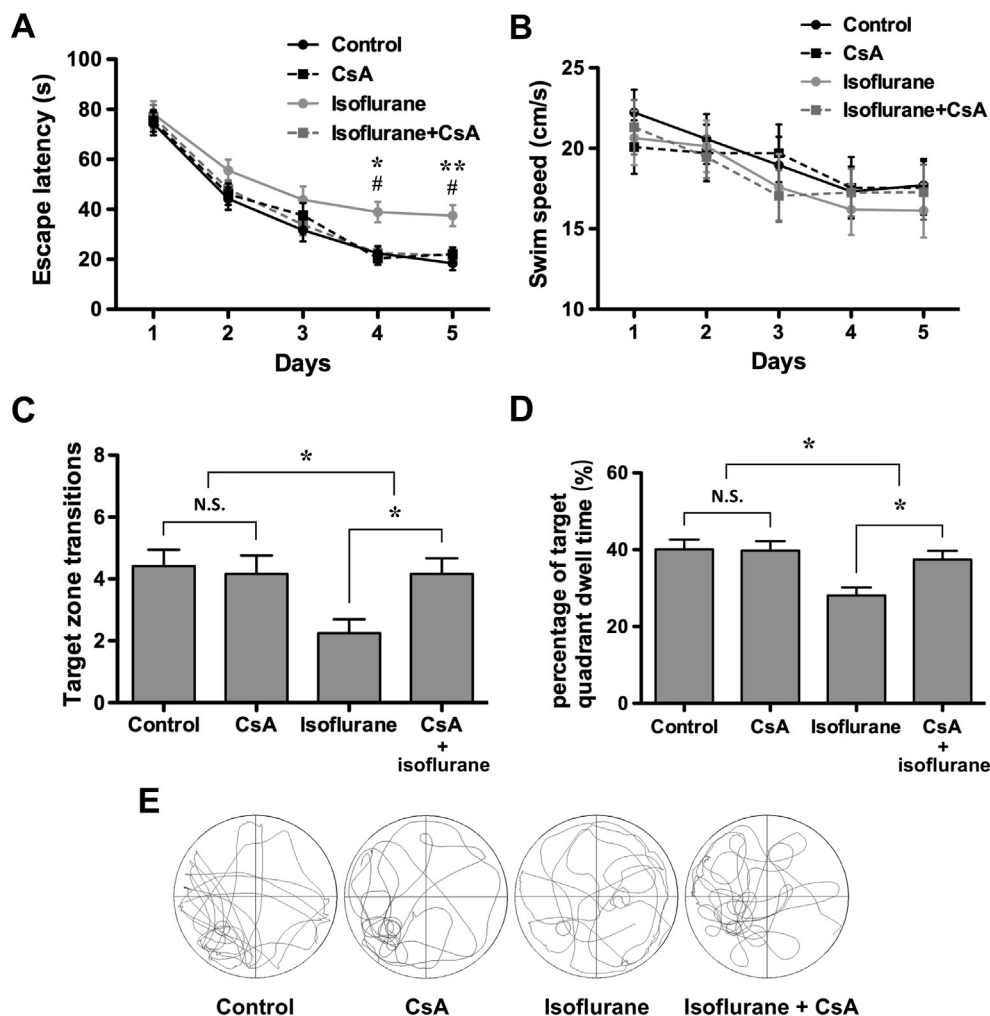 A
Control
CsA
Isoflurane
Isoflurane+CsA
Escape latency (s)
100
80
60
40
20
0
*
#
**
#
1 2 3 4 5
Days
B
Control
CsA
Isoflurane
Isoflurane+CsA
Swim speed (cm/s)
25
20
15
10
1 2 3 4 5
Days
C
Target zone transitions
8
6
4
2
0
*
N.S.
*
Control CsA Isoflurane CsA
+
isoflurane
D
percentage of target
quadrant dwell time (%)
60
40
20
0
*
N.S.
*
Control CsA Isoflurane CsA
+
isoflurane
E
Control CsA Isoflurane Isoflurane + CsA